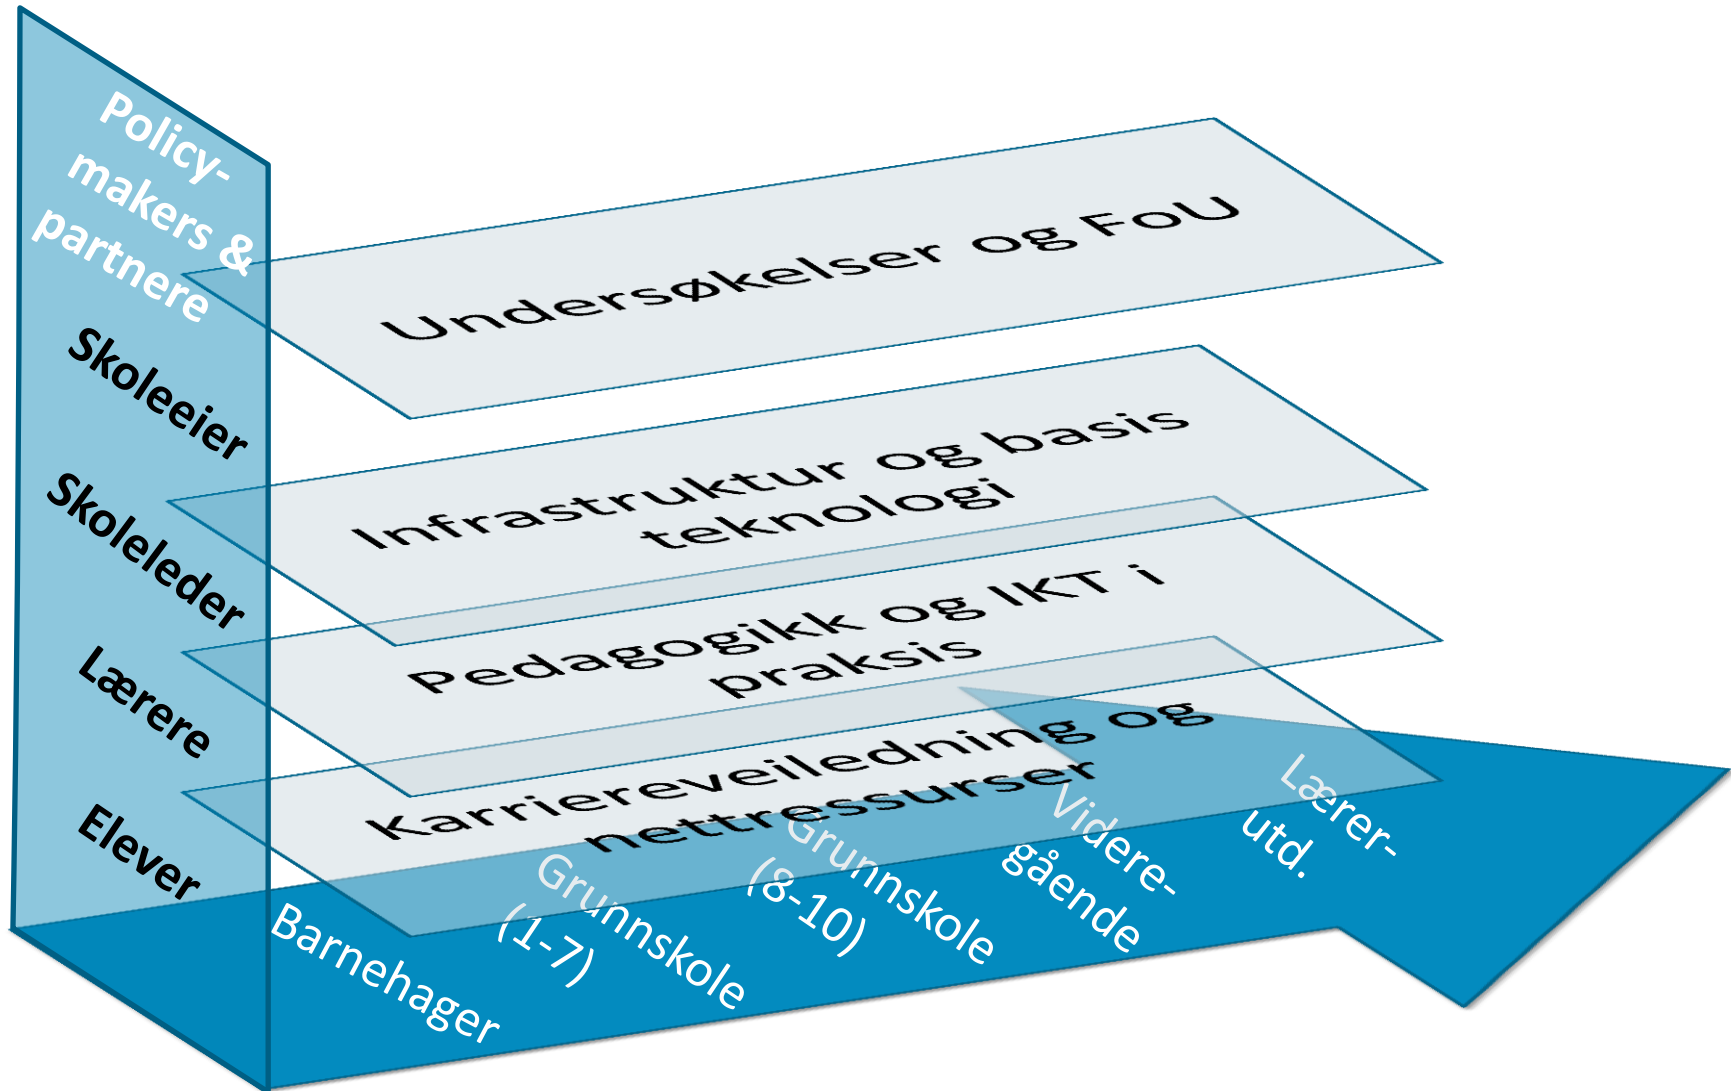 Policy-
makers &
partnere
Skoleeier
Skoleleder
Lærere
Elever
Undersøkelser og FoU
Infrastruktur og basis
teknologi
Pedagogikk og IKT i
praksis
Karriereveiledning og
nettressurser
Barnehager
Grunnskole
(1-7)
Grunnskole
(8-10)
Videre-
gående
Lærer-
utd.